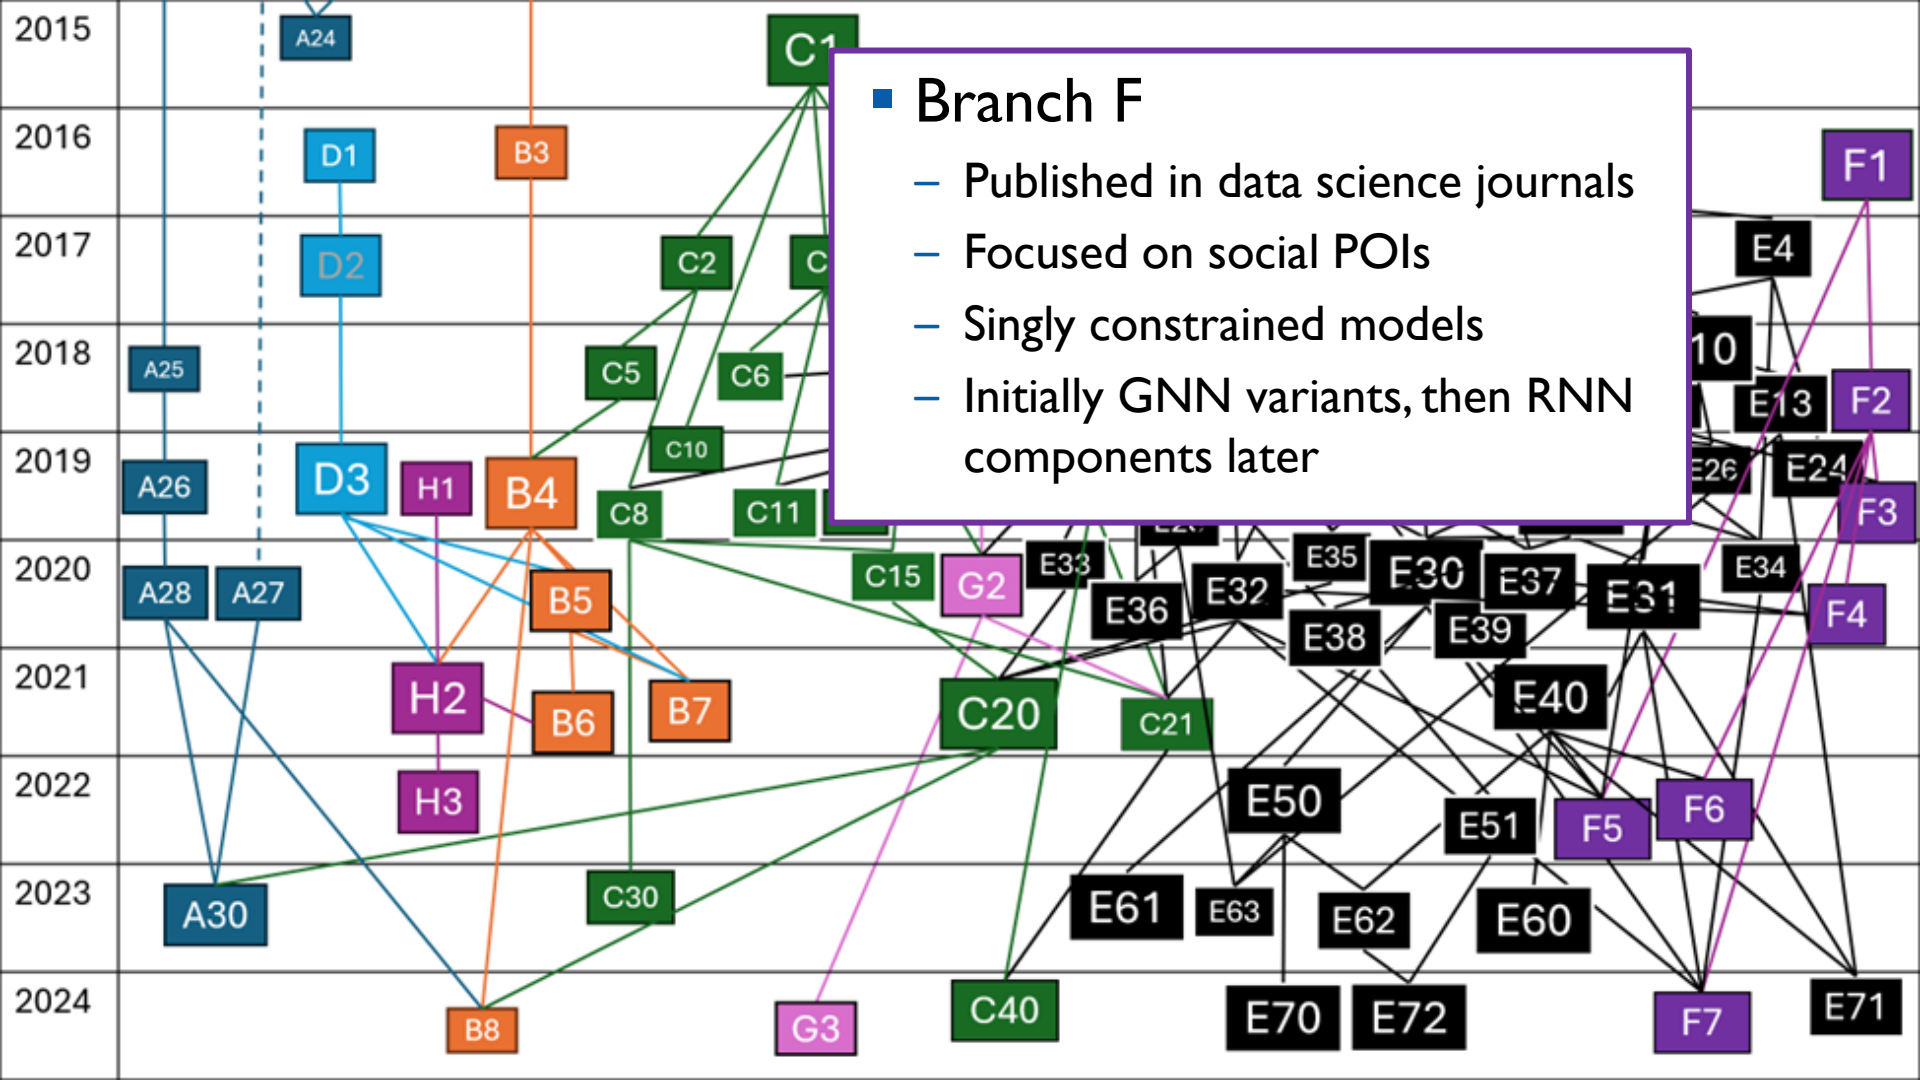 2015
A24
C1
Branch F
– Published in data science journals
– Focused on social POIs
– Singly constrained models
– Initially GNN variants, then RNN
components later
2016
D1
B3
F1
2017
D2
C2
C
E4
2018
A25
C5
C6
10
E13
F2
2019
A26
D3
H1
B4
C10
C8
C11
E26
E24
F3
2020
A28
A27
B5
C15
G2
E33
E36
E32
E35
E38
E30
E39
E37
E31
E34
F4
2021
H2
B6
B7
C20
C21
E40
2022
H3
E50
E51
F5
F6
2023
A30
C30
E61
E63
E62
E60
2024
B8
G3
C40
E70
E72
F7
E71